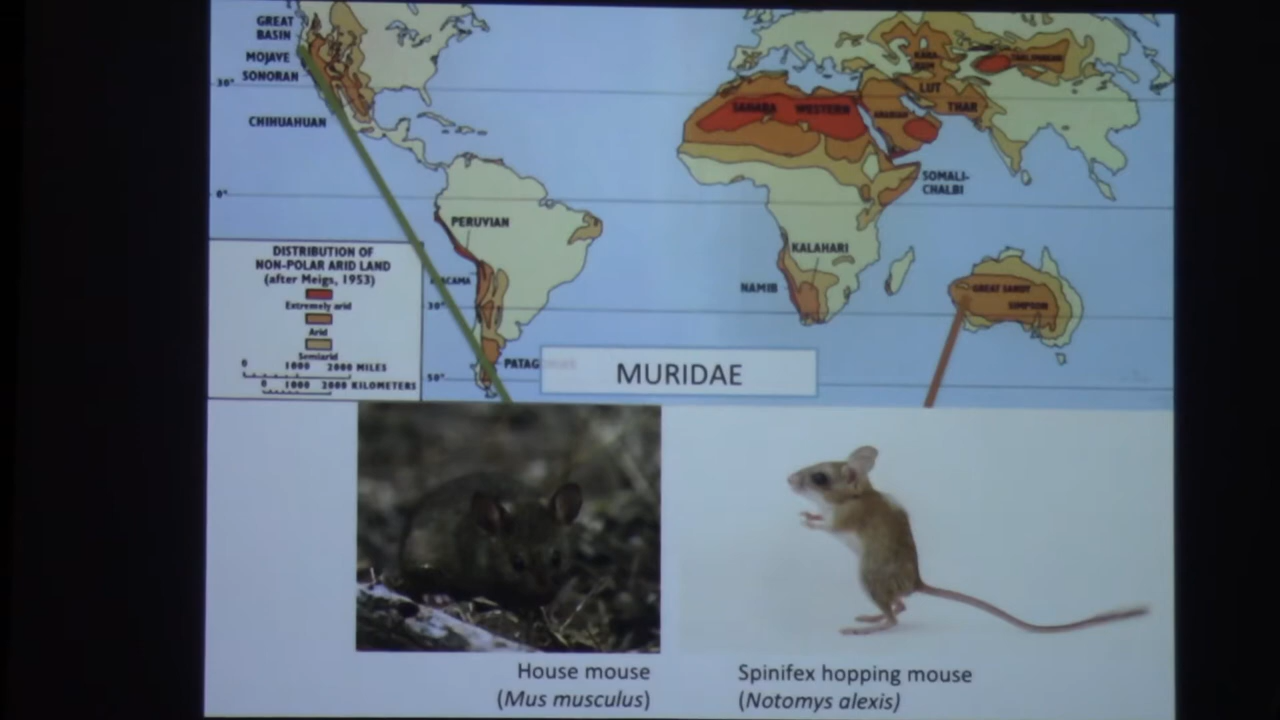 GREAT
BASIN
MOJAVE
SONORAN
30°
CHIHUAHUAN
0°
PERUVIAN
ACAMA
30°
PATAG
50°
DISTRIBUTION OF
NON-POLAR ARID LAND
(after Meigs, 1953)
Extremely arid
Arid
Semiarid
0 1000 2000 MILES
0 1000 2000 KILOMETERS
SAHARA
WESTERN
ARABIAN
LUT
THAR
SOMALI-
CHALBI
KALAHARI
NAMIB
GREAT SANDY
SIMPSON
MURIDAE
House mouse
(Mus musculus)
Spinifex hopping mouse
(Notomys alexis)